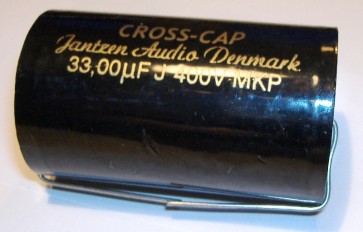 CROSS-CAP
Jantzen Audio Denmark
33,00µF J 400V MKP